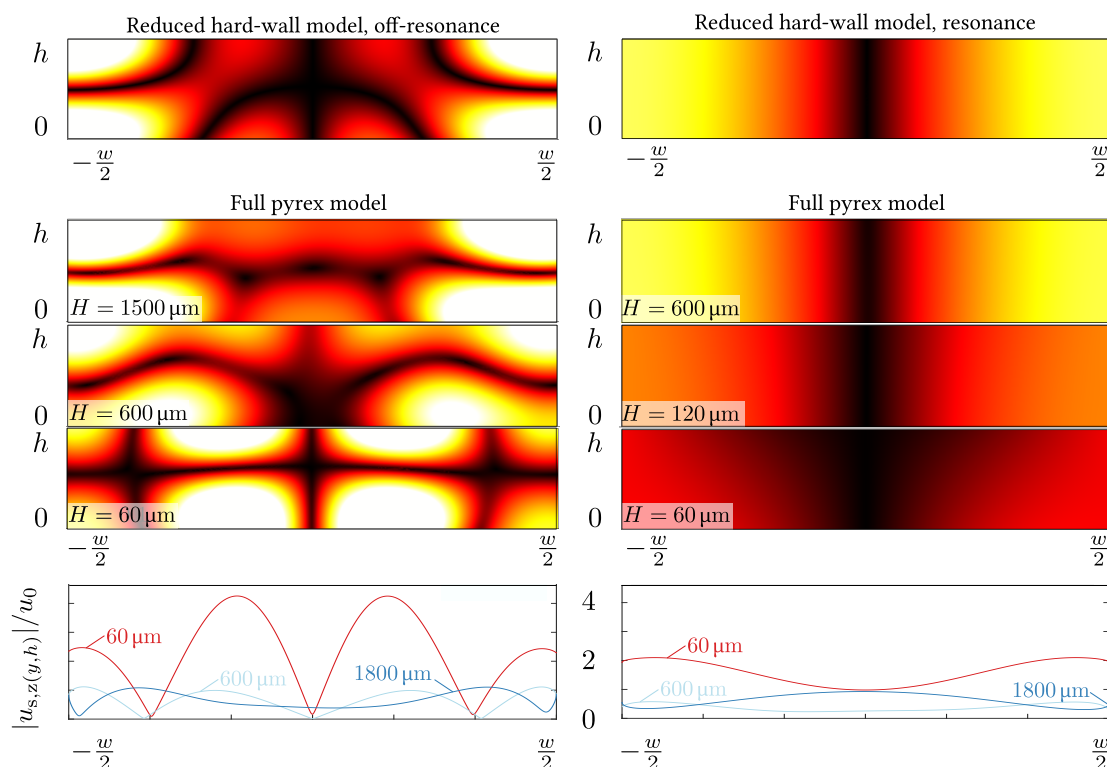 Reduced hard-wall model, off-resonance
h
0
−w/2
w/2
Reduced hard-wall model, resonance
h
0
−w/2
w/2
Full pyrex model
h
0
H = 1500 µm
h
0
H = 600 µm
h
0
H = 60 µm
−w/2
w/2
Full pyrex model
h
0
H = 600 µm
h
0
H = 120 µm
h
0
H = 60 µm
−w/2
w/2
|u_{s,z(y,h)}|/u_0
60 µm
600 µm
1800 µm
−w/2
w/2
4
2
0
60 µm
600 µm
1800 µm
−w/2
w/2